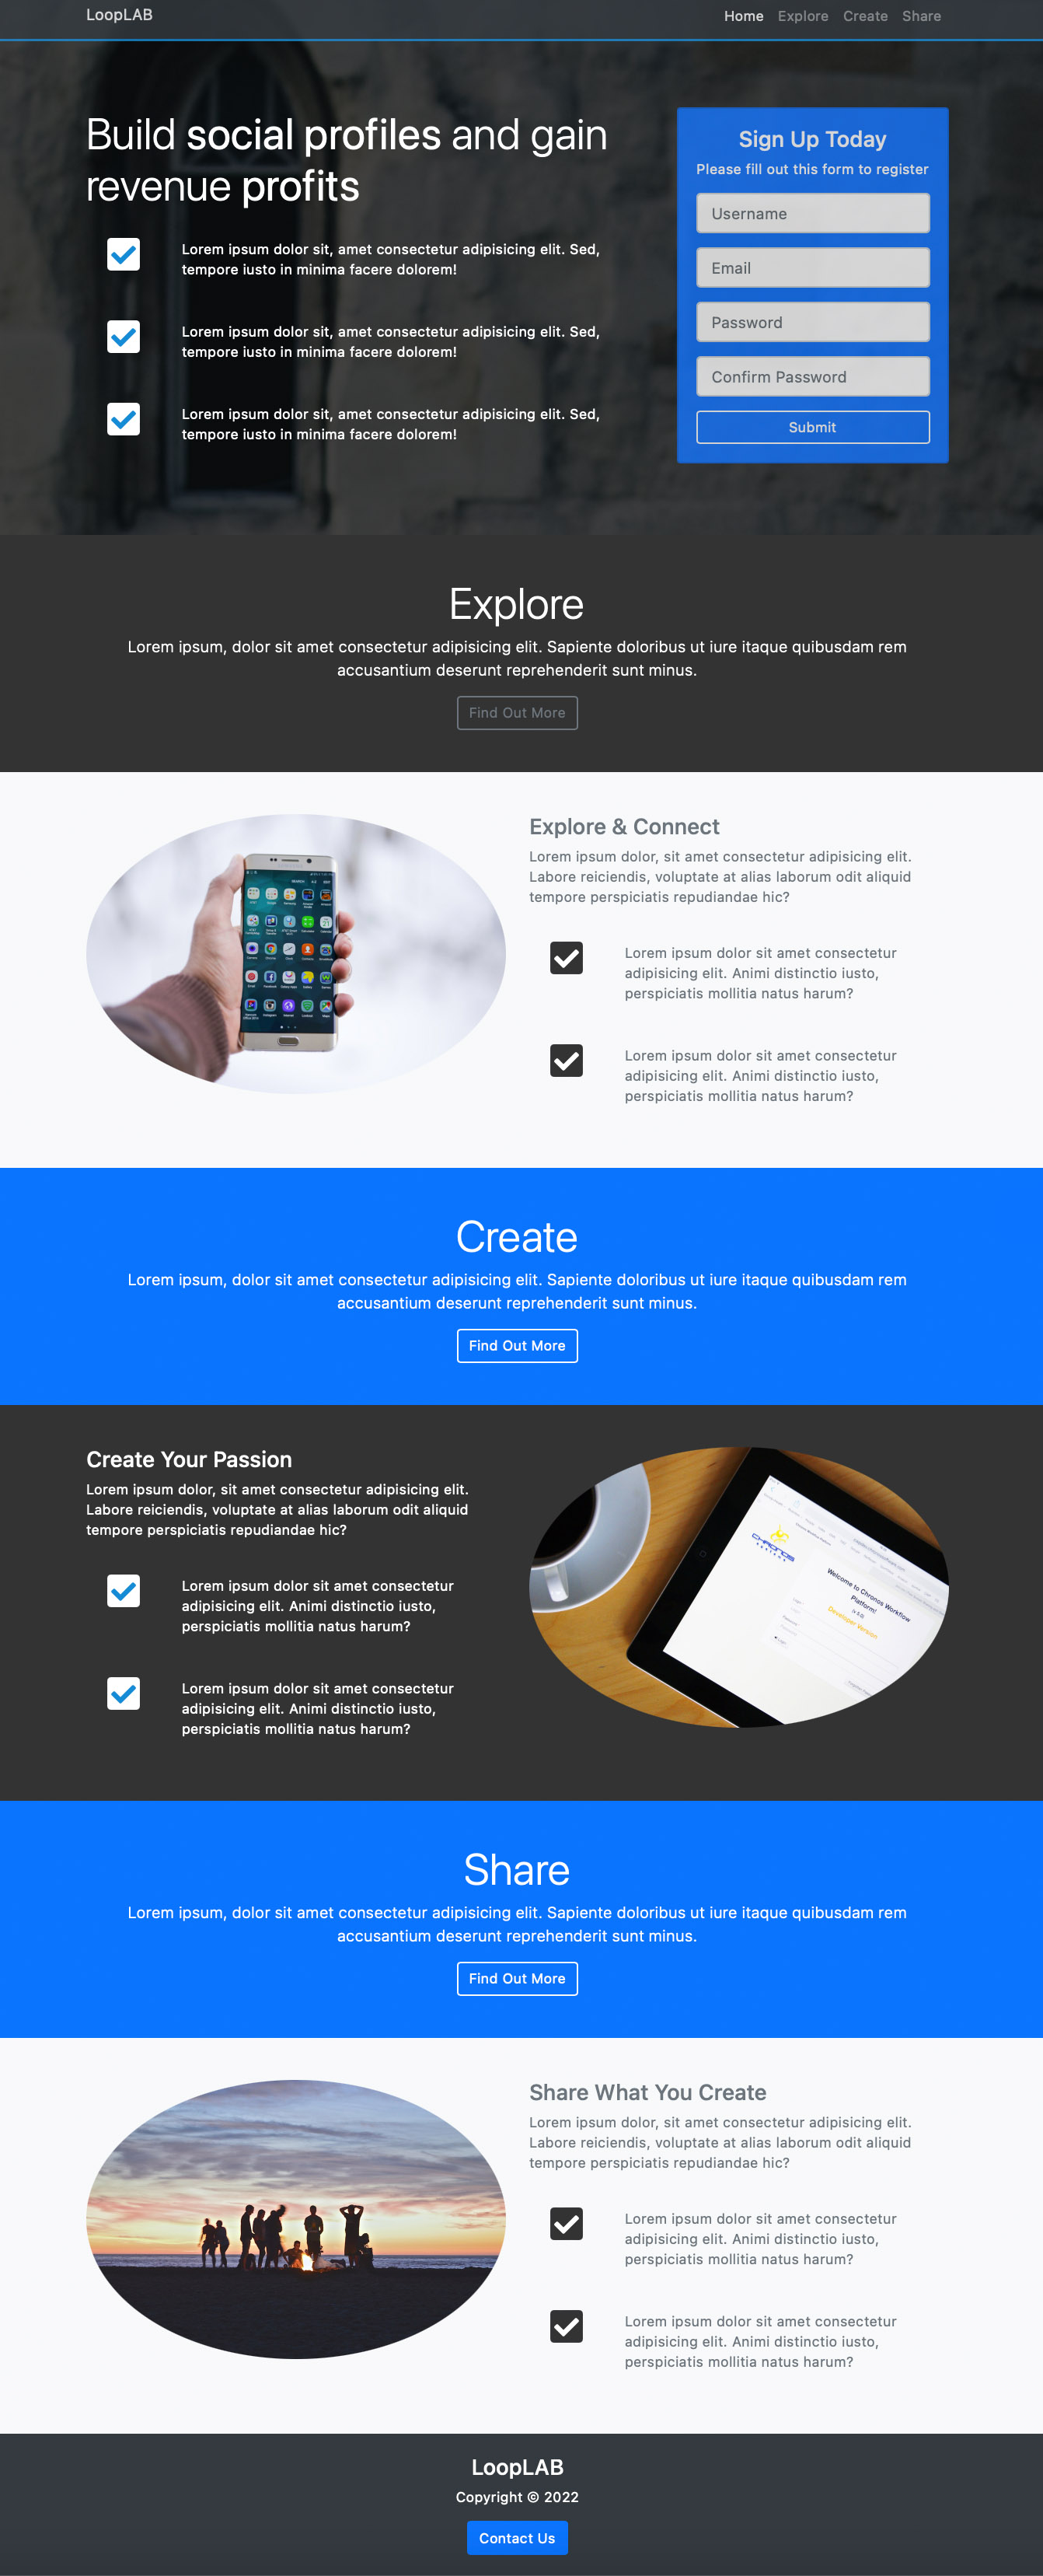 LoopLAB
Home Explore Create Share
Build social profiles and gain
revenue profits
Lorem ipsum dolor sit, amet consectetur adipisicing elit. Sed,
tempore iusto in minima facere dolorem!
Lorem ipsum dolor sit, amet consectetur adipisicing elit. Sed,
tempore iusto in minima facere dolorem!
Lorem ipsum dolor sit, amet consectetur adipisicing elit. Sed,
tempore iusto in minima facere dolorem!
Sign Up Today
Please fill out this form to register
Username
Email
Password
Confirm Password
Submit
Explore
Lorem ipsum, dolor sit amet consectetur adipisicing elit. Sapiente doloribus ut iure itaque quibusdam rem
accusantium deserunt reprehenderit sunt minus.
Find Out More
Explore & Connect
Lorem ipsum dolor, sit amet consectetur adipisicing elit.
Labore reiciendis, voluptate at alias laborum odit aliquid
tempore perspiciatis repudiandae hic?
Lorem ipsum dolor sit amet consectetur
adipisicing elit. Animi distinctio iusto,
perspiciatis mollitia natus harum?
Lorem ipsum dolor sit amet consectetur
adipisicing elit. Animi distinctio iusto,
perspiciatis mollitia natus harum?
Create
Lorem ipsum, dolor sit amet consectetur adipisicing elit. Sapiente doloribus ut iure itaque quibusdam rem
accusantium deserunt reprehenderit sunt minus.
Find Out More
Create Your Passion
Lorem ipsum dolor, sit amet consectetur adipisicing elit.
Labore reiciendis, voluptate at alias laborum odit aliquid
tempore perspiciatis repudiandae hic?
Lorem ipsum dolor sit amet consectetur
adipisicing elit. Animi distinctio iusto,
perspiciatis mollitia natus harum?
Lorem ipsum dolor sit amet consectetur
adipisicing elit. Animi distinctio iusto,
perspiciatis mollitia natus harum?
Welcome to Chronos Workflow
Platform!
Developer Version
Share
Lorem ipsum, dolor sit amet consectetur adipisicing elit. Sapiente doloribus ut iure itaque quibusdam rem
accusantium deserunt reprehenderit sunt minus.
Find Out More
Share What You Create
Lorem ipsum dolor, sit amet consectetur adipisicing elit.
Labore reiciendis, voluptate at alias laborum odit aliquid
tempore perspiciatis repudiandae hic?
Lorem ipsum dolor sit amet consectetur
adipisicing elit. Animi distinctio iusto,
perspiciatis mollitia natus harum?
Lorem ipsum dolor sit amet consectetur
adipisicing elit. Animi distinctio iusto,
perspiciatis mollitia natus harum?
LoopLAB
Copyright © 2022
Contact Us